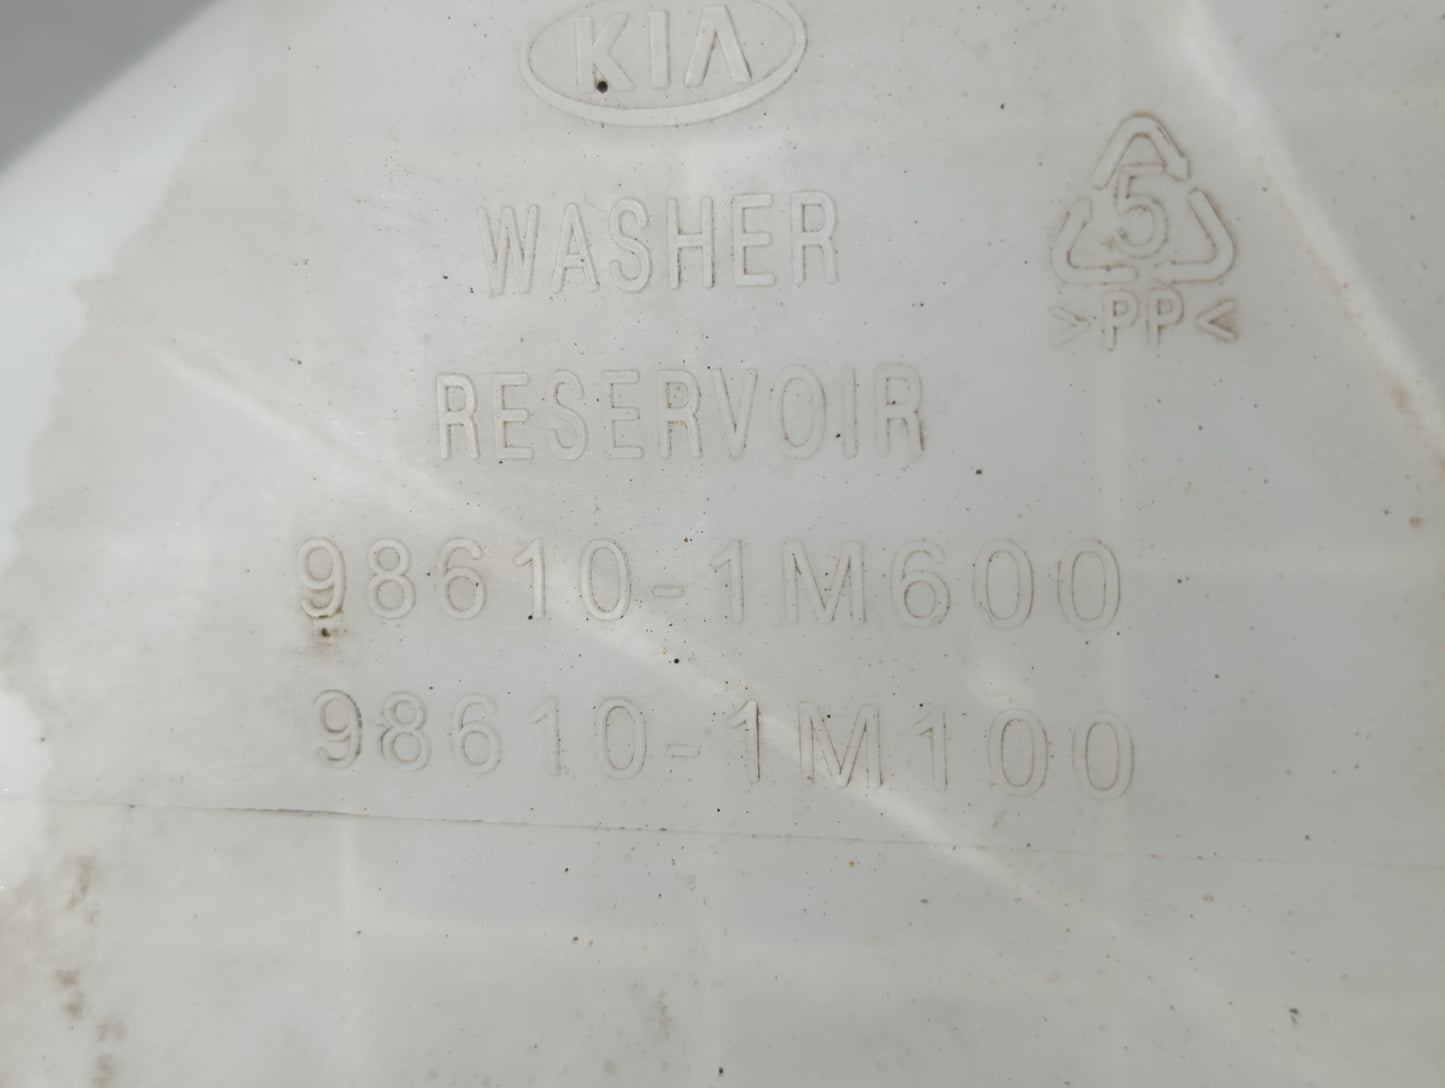 KIA
WASHER
5
>PP<
RESERVOIR
98610-1M600
98610-1M100